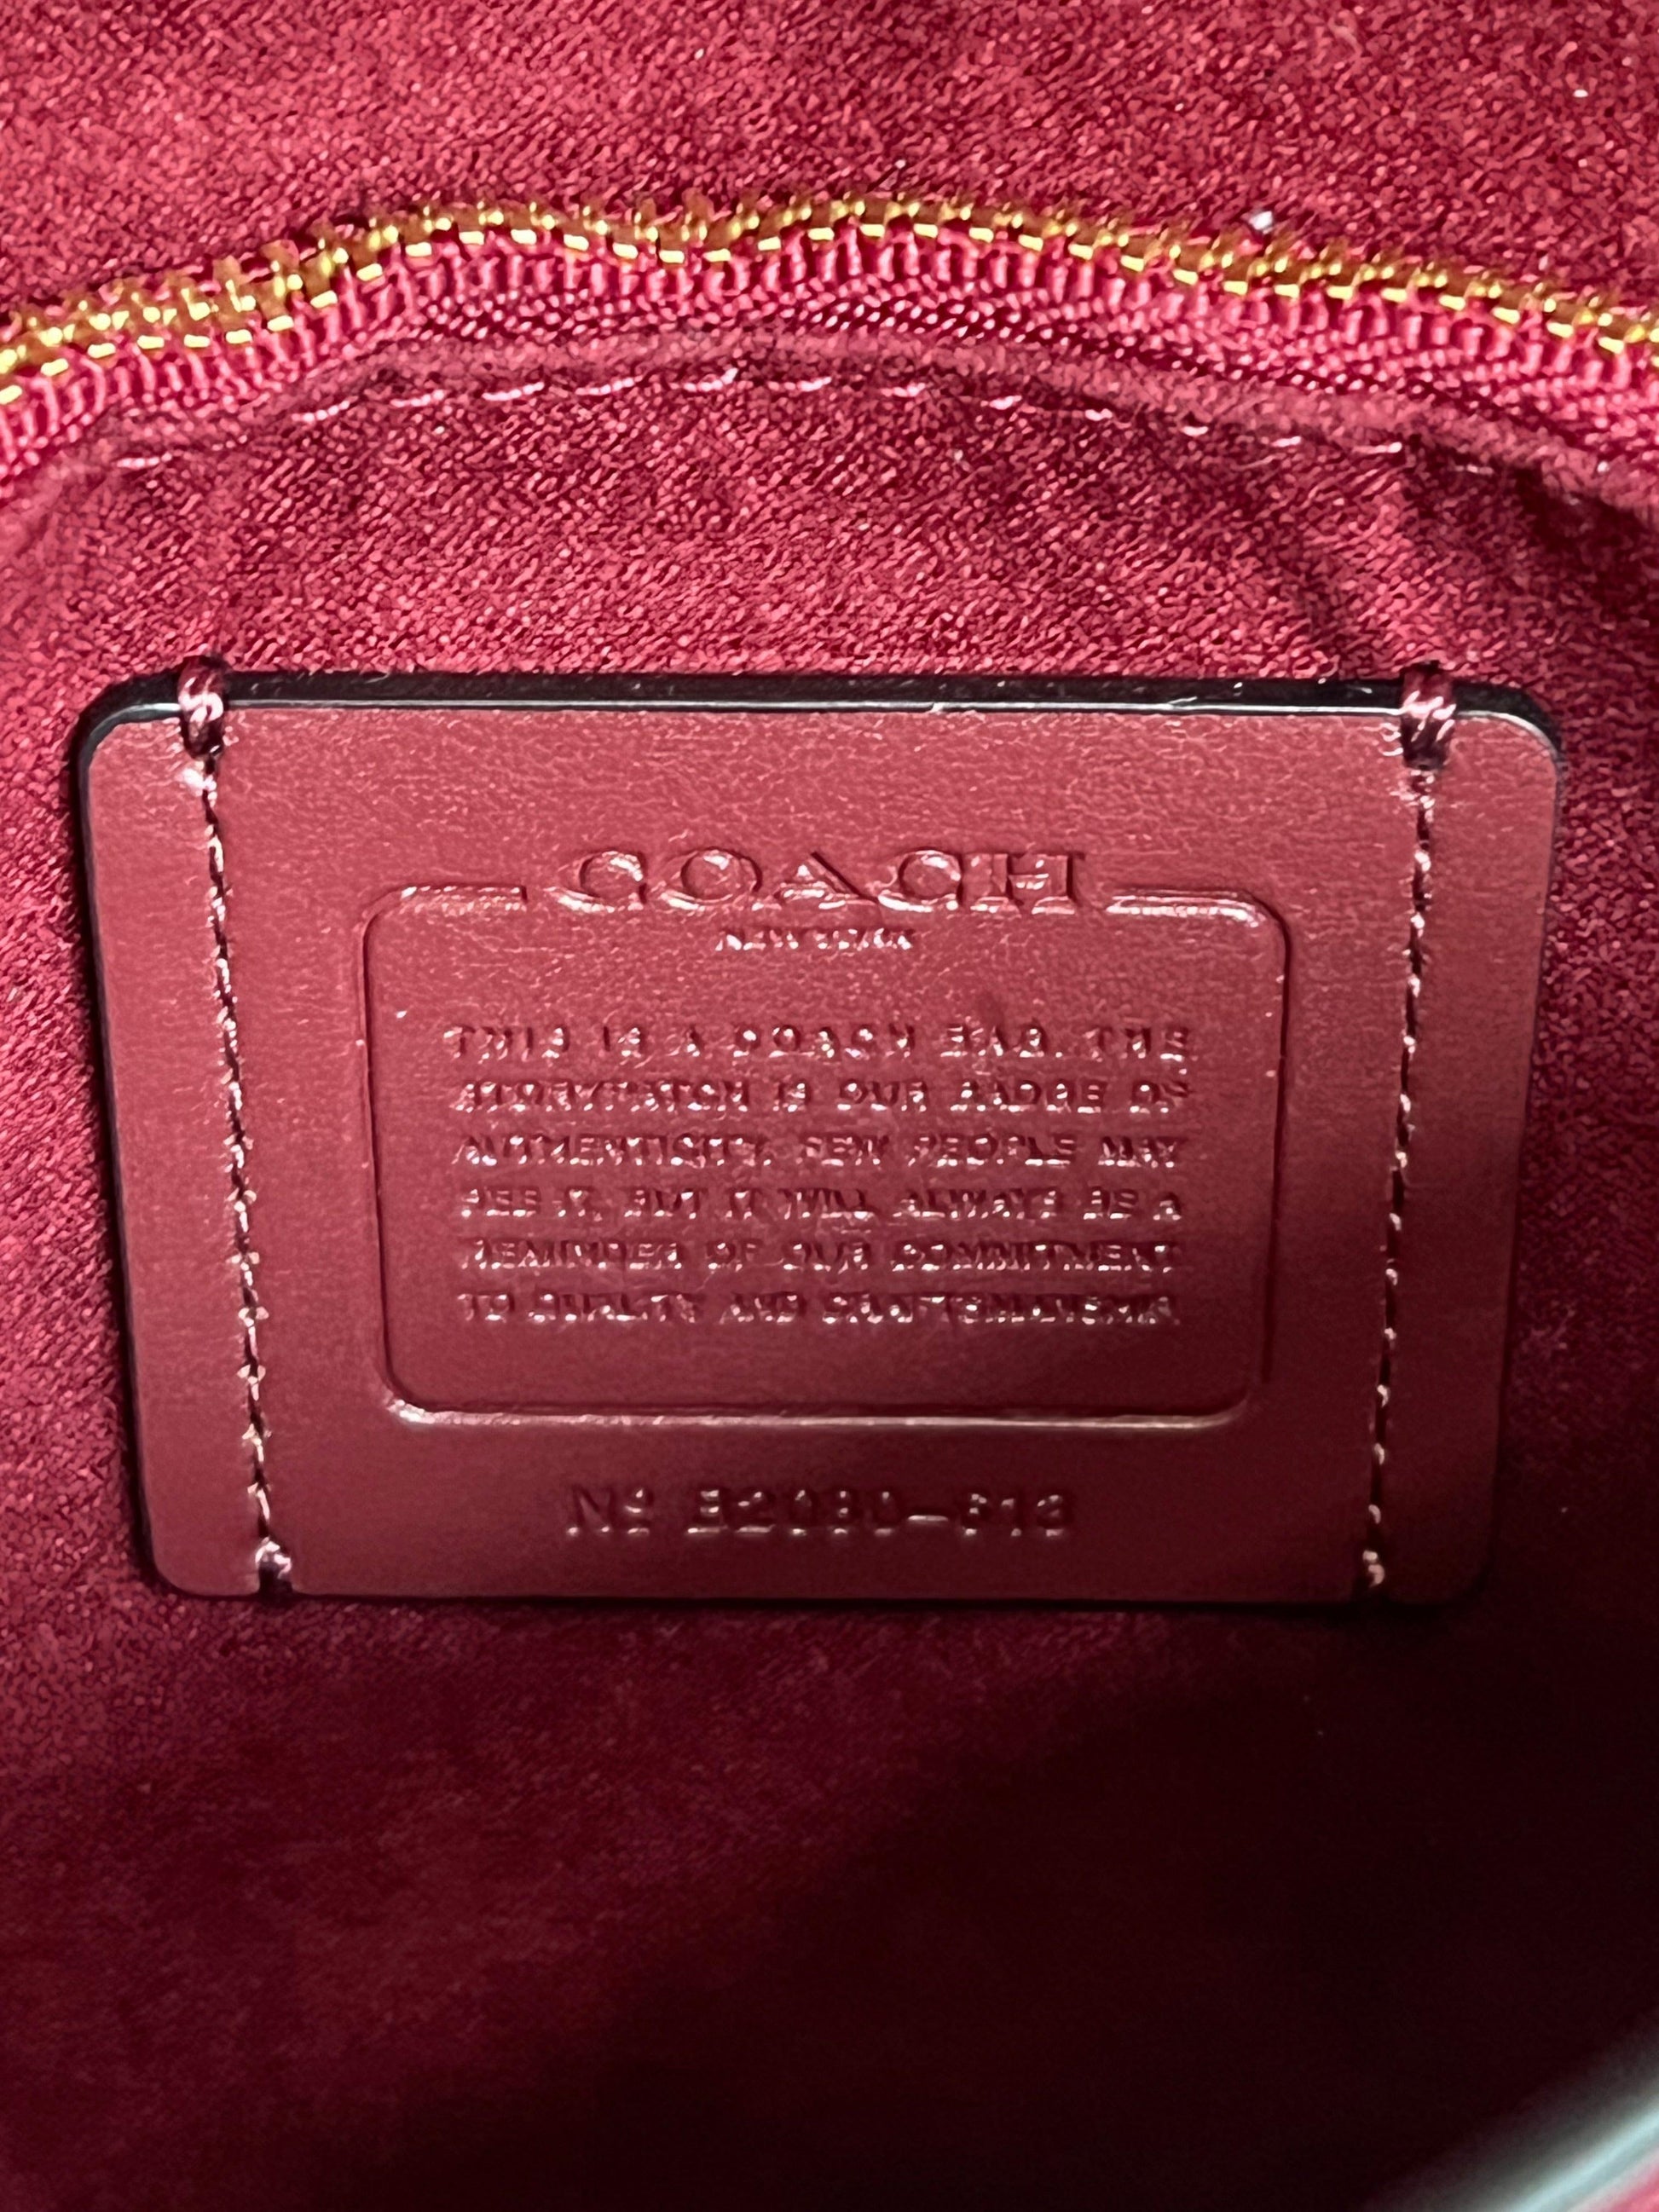 COACH
NEW YORK
THIS IS A COACH BAG. THE
STORYPATCH IS OUR BADGE OF
AUTHENTICITY. FEW PEOPLE MAY
SEE IT, BUT IT WILL ALWAYS BE A
REMINDER OF OUR COMMITMENT
TO QUALITY AND CRAFTSMANSHIP.
Nº